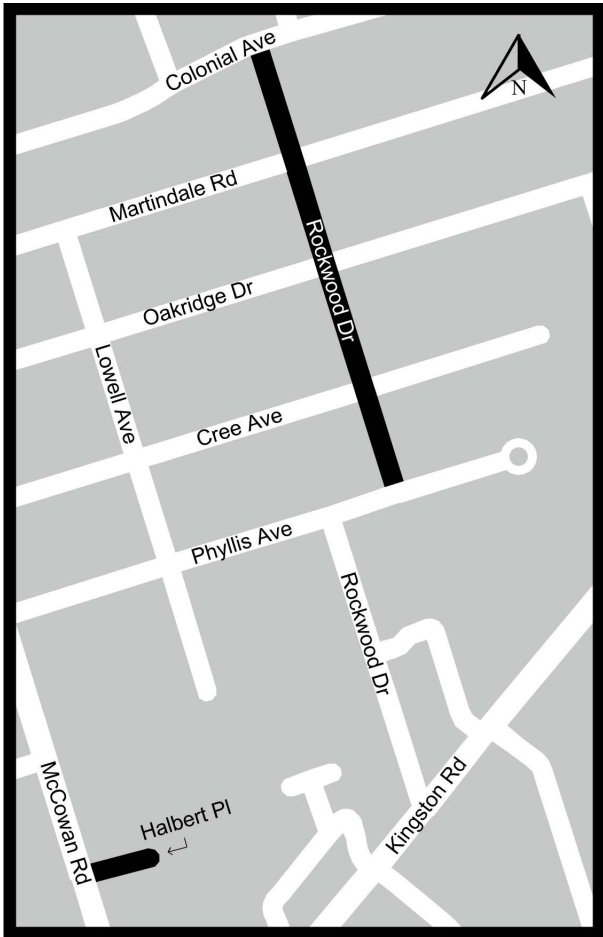 Colonial Ave
N
Martindale Rd
Rockwood Dr
Oakridge Dr
Lowell Ave
Cree Ave
Phyllis Ave
Rockwood Dr
McCowan Rd
Kingston Rd
Halbert Pl